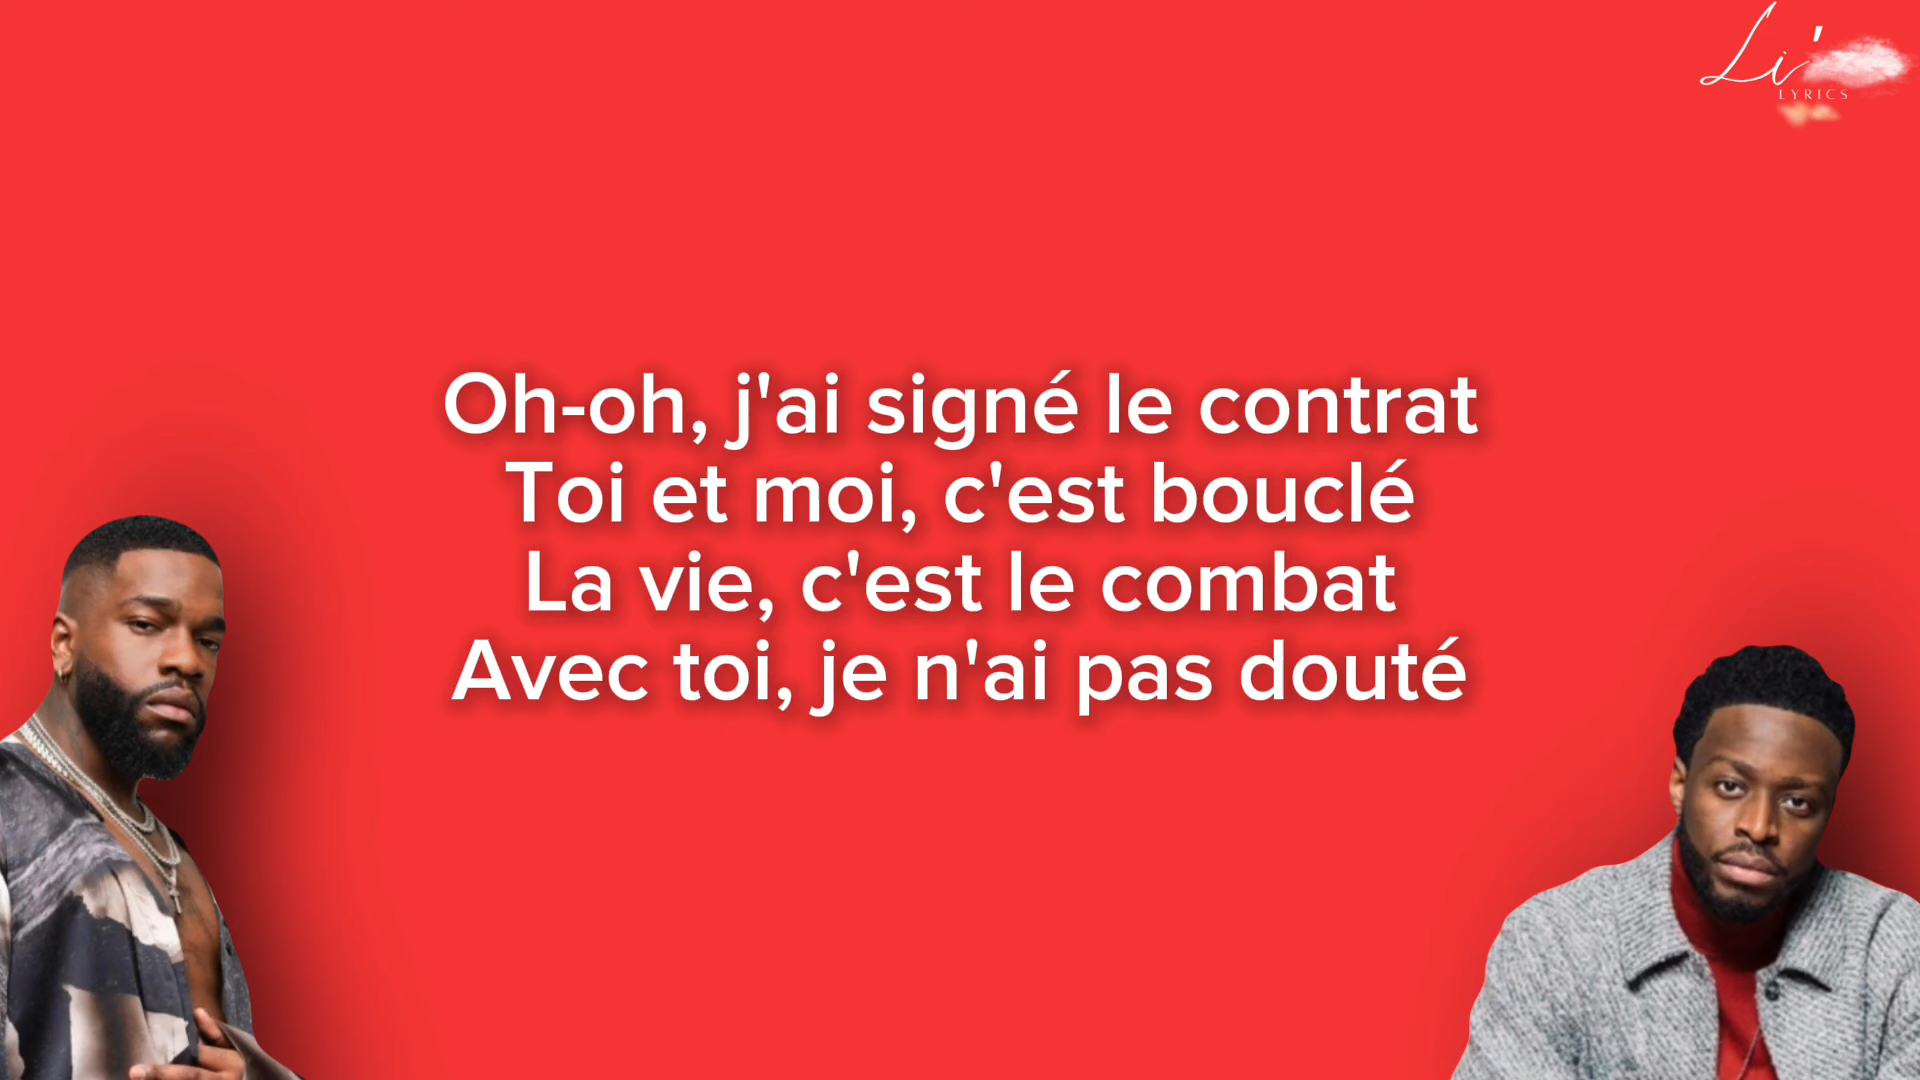 Li'
LYRICS
Oh-oh, j'ai signé le contrat
Toi et moi, c'est bouclé
La vie, c'est le combat
Avec toi, je n'ai pas douté